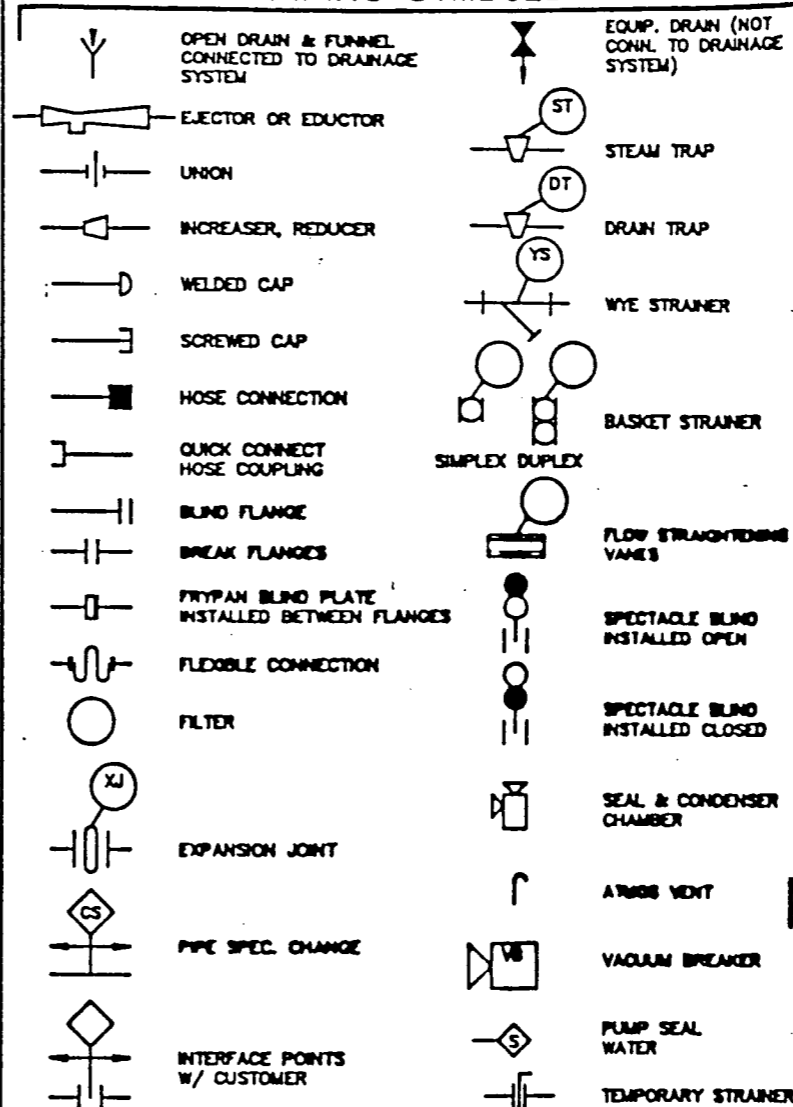 OPEN DRAIN & FUNNEL
CONNECTED TO DRAINAGE
SYSTEM
EJECTOR OR EDUCTOR
UNION
INCREASER, REDUCER
WELDED CAP
SCREWED CAP
HOSE CONNECTION
QUICK CONNECT
HOSE COUPLING
BLIND FLANGE
BREAK FLANGES
FRYPAN BLIND PLATE
INSTALLED BETWEEN FLANGES
FLEXIBLE CONNECTION
FILTER
XJ
EXPANSION JOINT
CS
PIPE SPEC. CHANGE
INTERFACE POINTS
W/ CUSTOMER
EQUIP. DRAIN (NOT
CONN. TO DRAINAGE
SYSTEM)
ST
STEAM TRAP
DT
DRAIN TRAP
YS
WYE STRAINER
BASKET STRAINER
SIMPLEX DUPLEX
FLOW STRAIGHTENING
VANES
SPECTACLE BLIND
INSTALLED OPEN
SPECTACLE BLIND
INSTALLED CLOSED
SEAL & CONDENSER
CHAMBER
ATMOS VENT
VB
VACUUM BREAKER
S
PUMP SEAL
WATER
TEMPORARY STRAINER